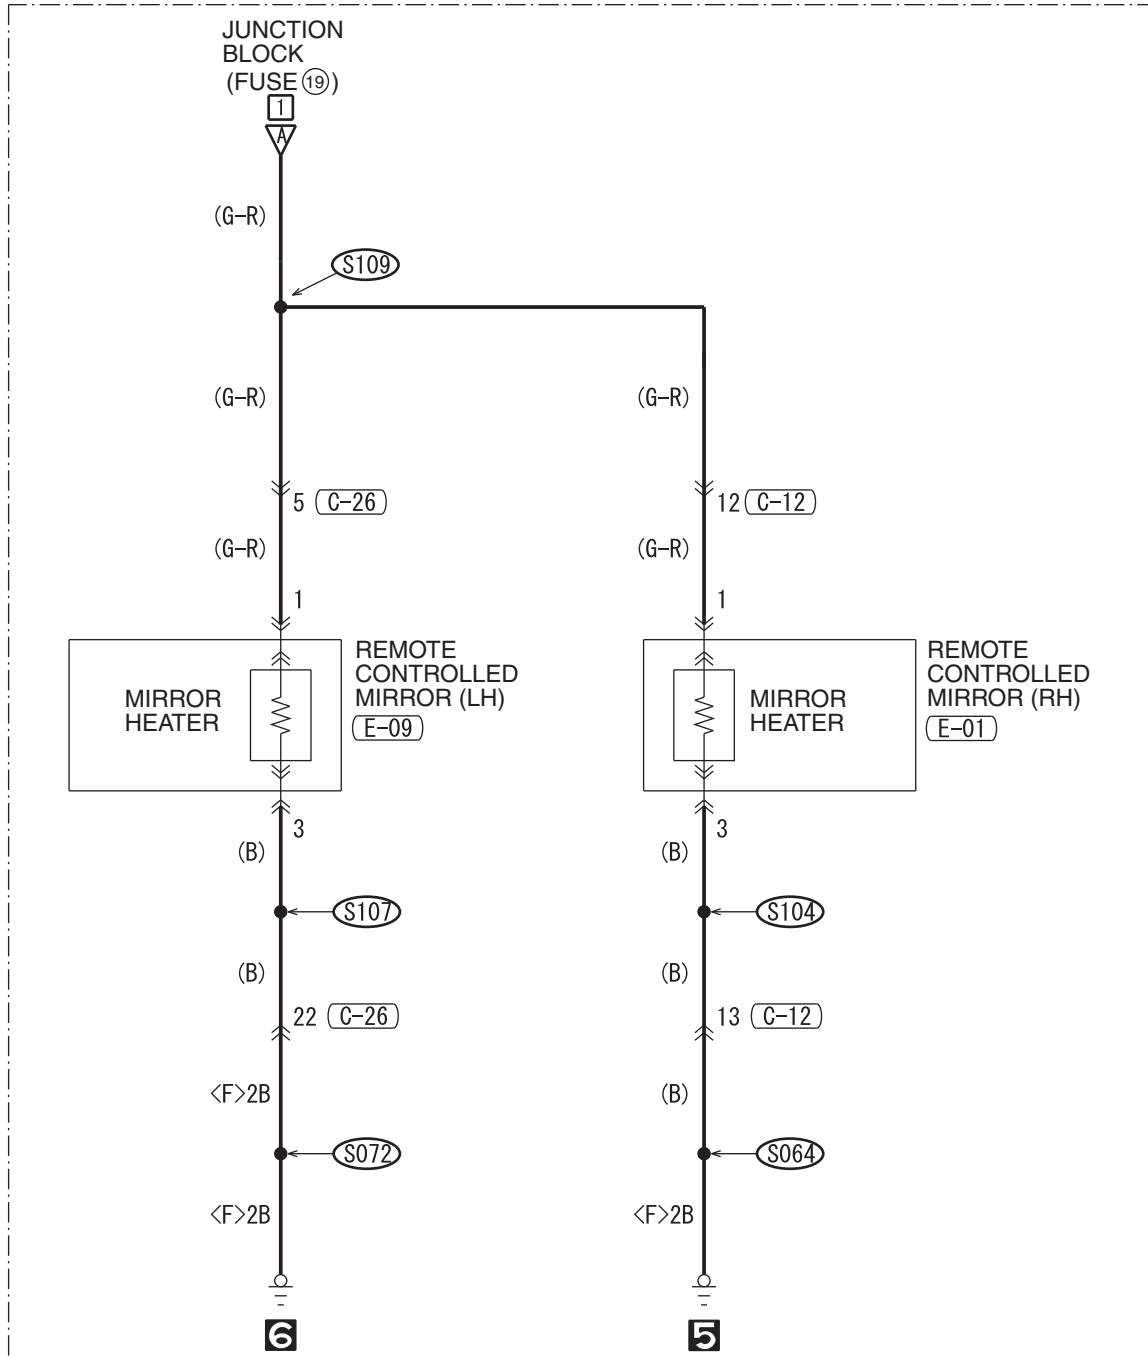 JUNCTION
BLOCK
(FUSE 19)
1
A
(G-R)
S109
(G-R)
(G-R)
5 C-26
12 C-12
(G-R)
(G-R)
1
1
REMOTE
CONTROLLED
MIRROR (LH)
E-09
MIRROR
HEATER
MIRROR
HEATER
REMOTE
CONTROLLED
MIRROR (RH)
E-01
3
3
(B)
(B)
S107
S104
(B)
(B)
22 C-26
13 C-12
<F>2B
(B)
S072
S064
<F>2B
<F>2B
6
5